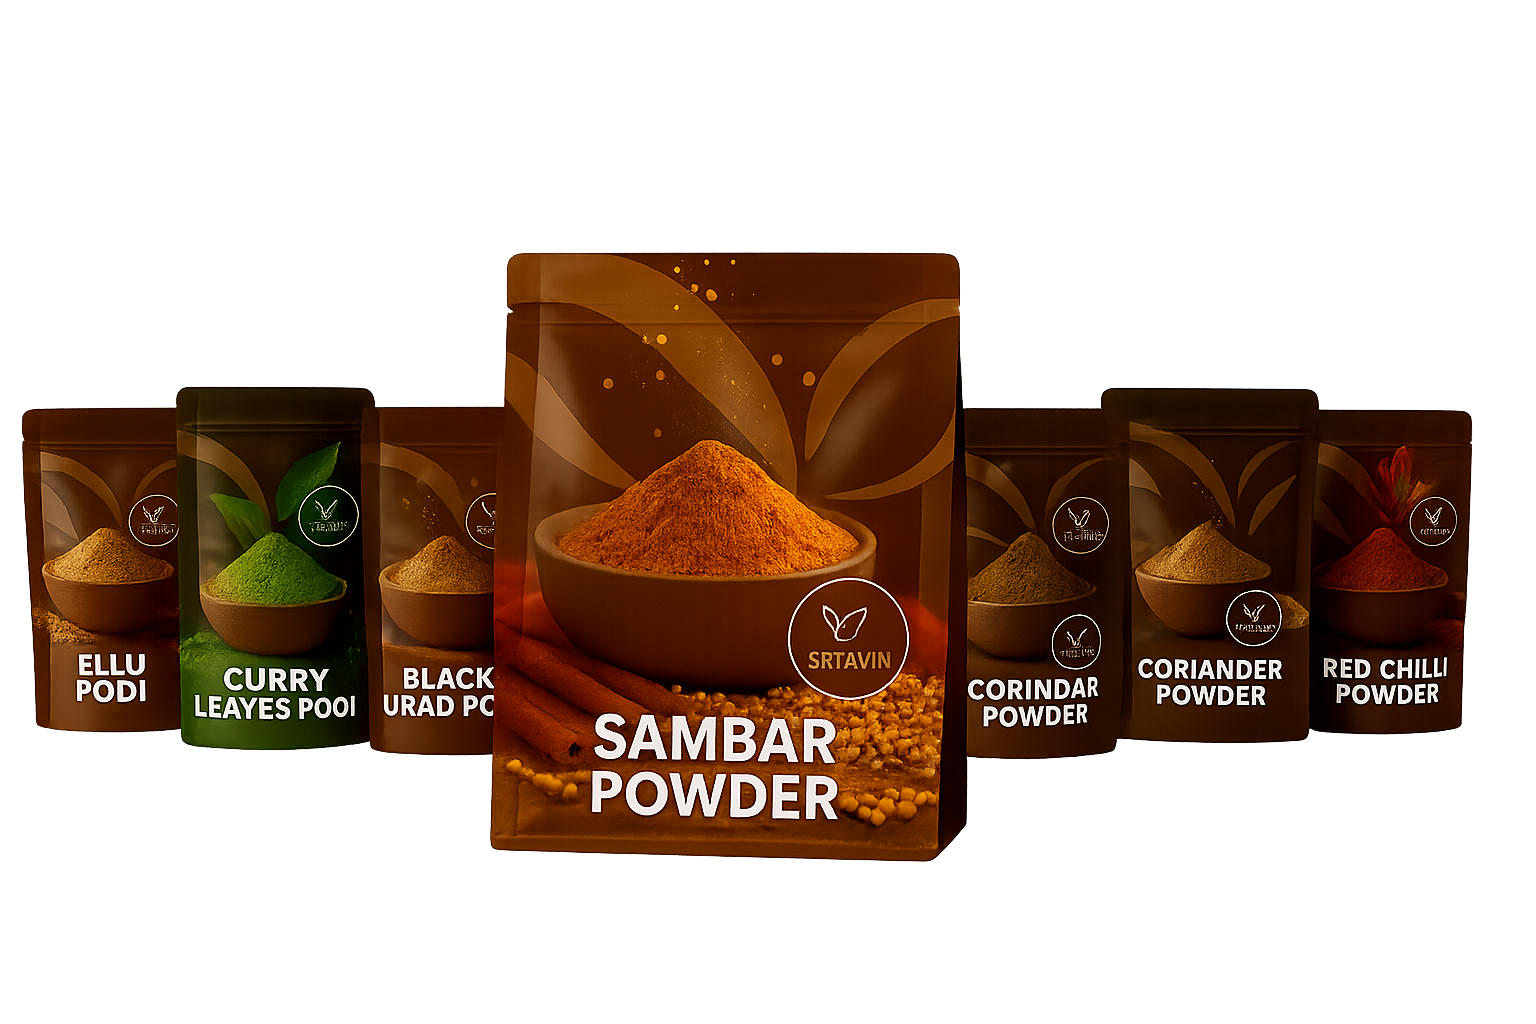 ELLU
PODI
CURRY
LEAYES POOI
BLACK
URAD PO
SRTAVIN
SAMBAR
POWDER
CORINDAR
POWDER
CORIANDER
POWDER
RED CHILLI
POWDER